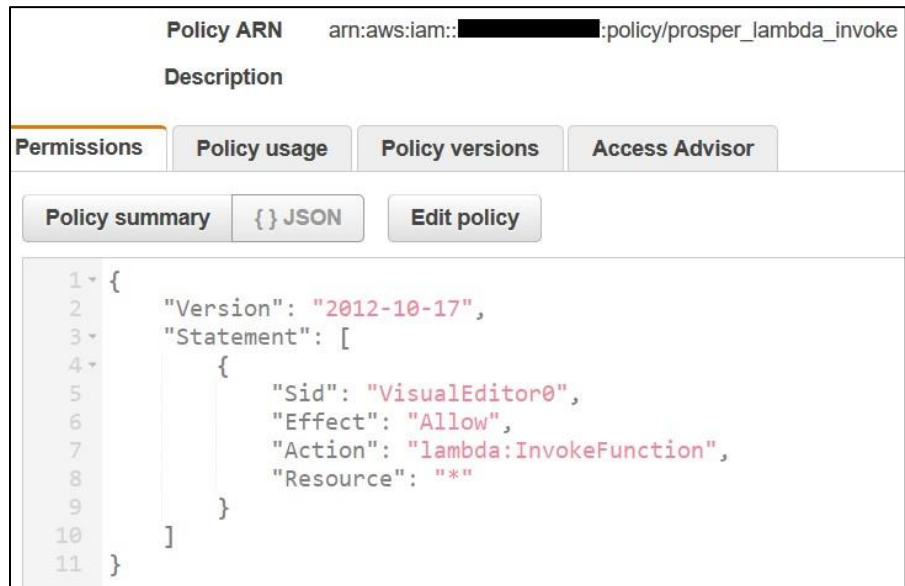 Policy ARN arn:aws:iam:: :policy/prosper_lambda_invoke
Description
Permissions Policy usage Policy versions Access Advisor
Policy summary { } JSON Edit policy
1 {
2 "Version": "2012-10-17",
3 "Statement": [
4 {
5 "Sid": "VisualEditor0",
6 "Effect": "Allow",
7 "Action": "lambda:InvokeFunction",
8 "Resource": "*"
9 }
10 ]
11 }